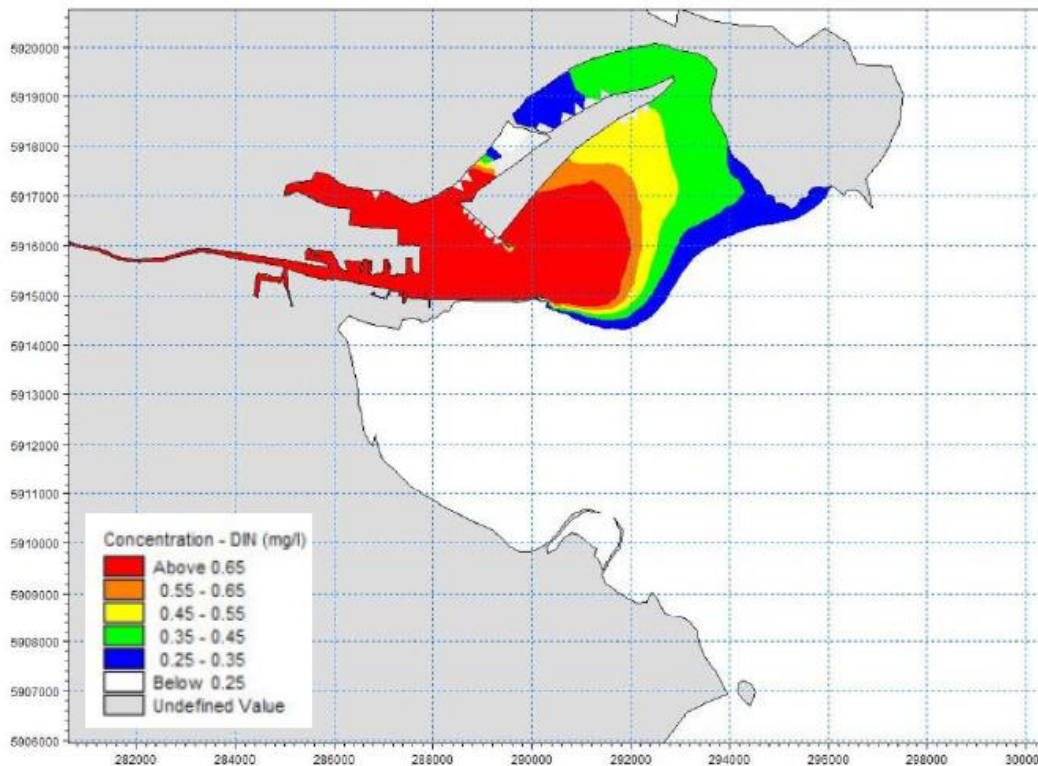 5920000
5919000
5918000
5917000
5916000
5915000
5914000
5913000
5912000
5911000
5910000
5909000
5908000
5907000
5906000
Concentration - DIN (mg/l)
Above 0.65
0.55 - 0.65
0.45 - 0.55
0.35 - 0.45
0.25 - 0.35
Below 0.25
Undefined Value
282000 284000 286000 288000 290000 292000 294000 296000 298000 30000